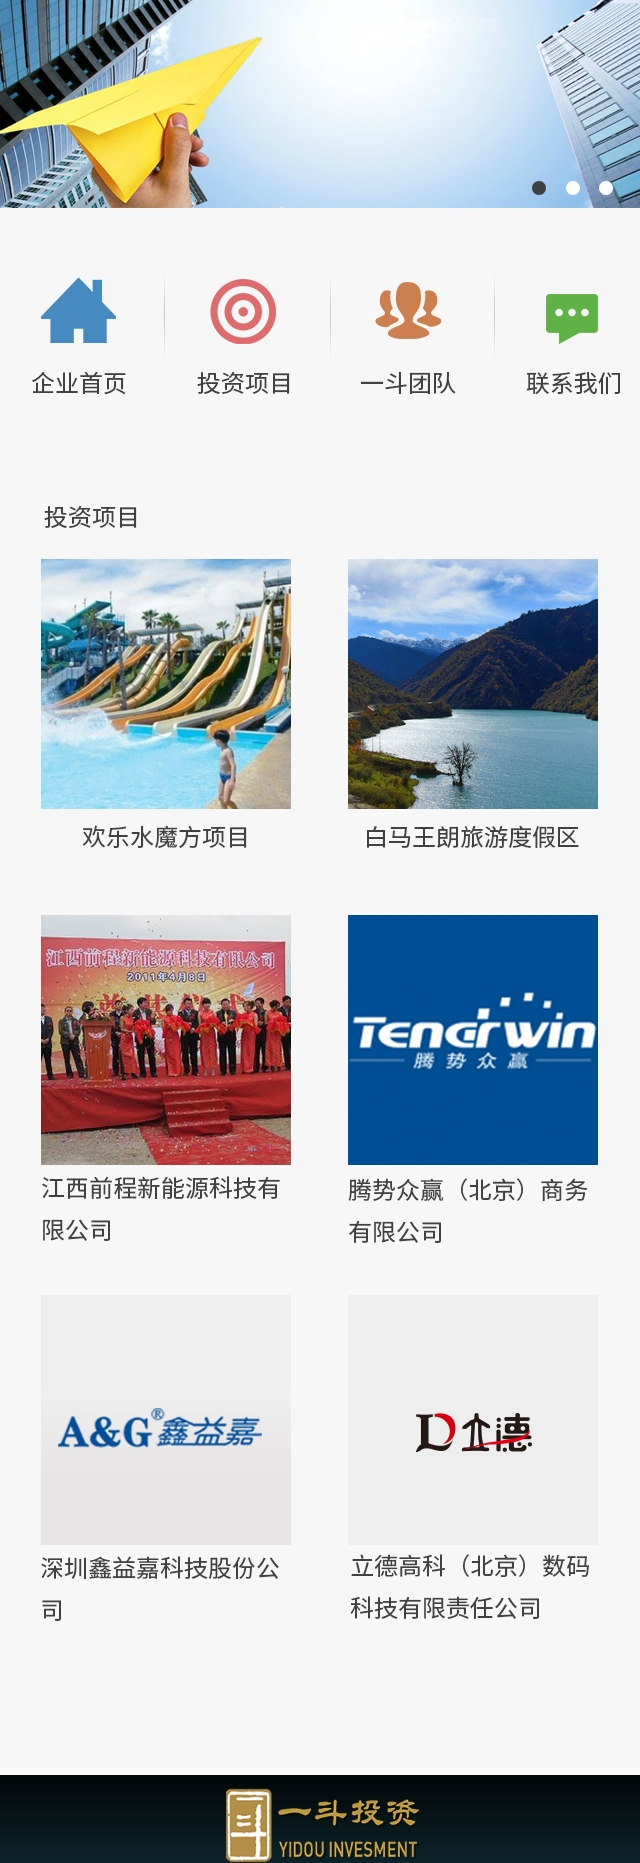 企业首页
投资项目
一斗团队
联系我们
投资项目
欢乐水魔方项目
白马王朗旅游度假区
江西前程新能源科技有限公司
2011年4月8日
奠基仪式
Tenderwin
腾势众赢
江西前程新能源科技有
限公司
腾势众赢（北京）商务
有限公司
A&G®鑫益嘉
立德
深圳鑫益嘉科技股份公
司
立德高科（北京）数码
科技有限责任公司
一斗投资
YIDOU INVESMENT